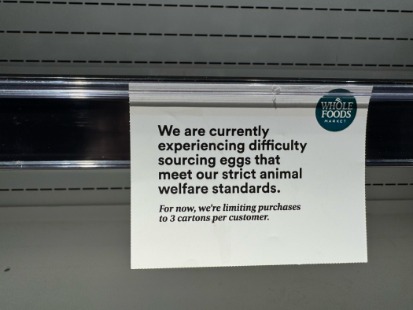 WHOLE
FOODS
MARKET
We are currently
experiencing difficulty
sourcing eggs that
meet our strict animal
welfare standards.
For now, we're limiting purchases
to 3 cartons per customer.